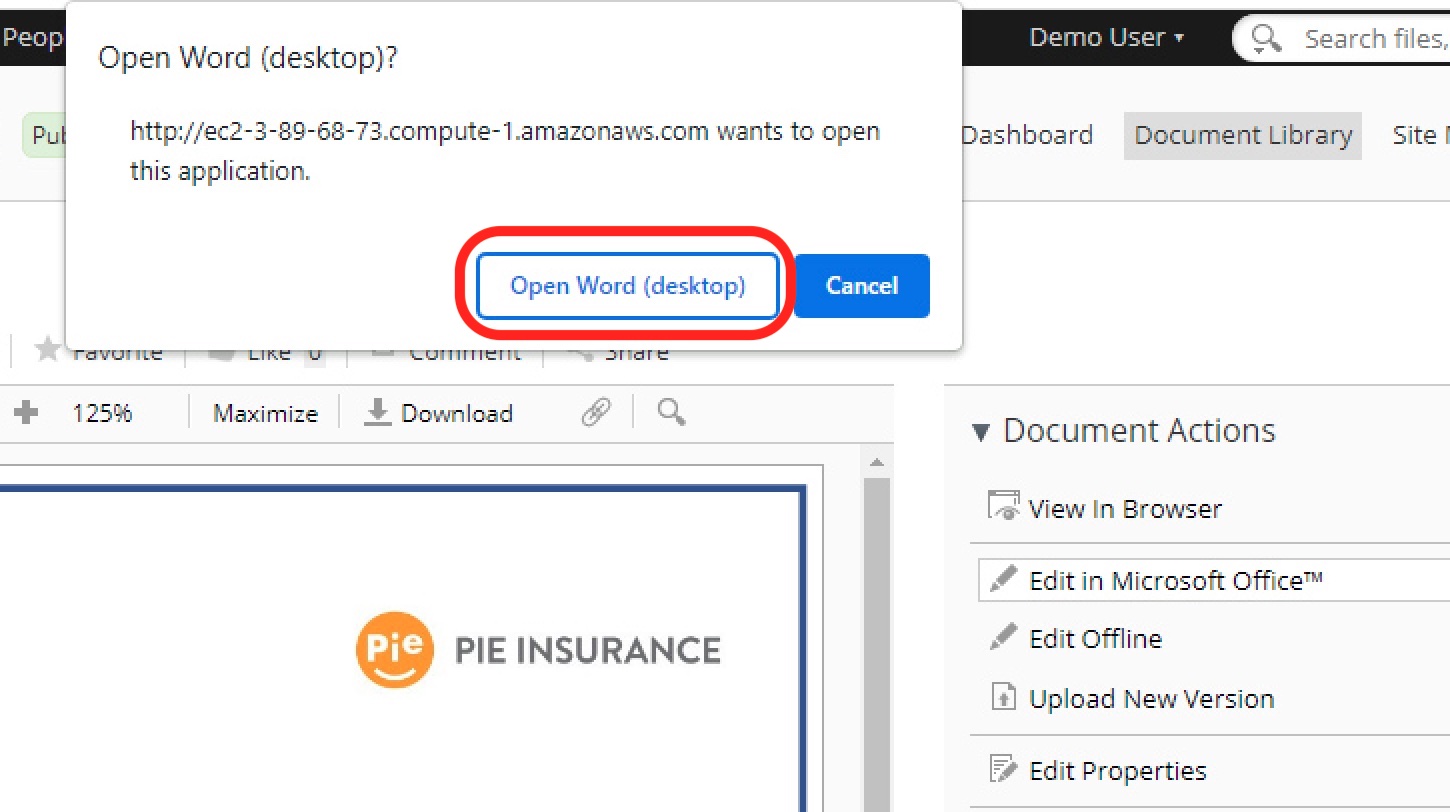 Peop
Demo User ▾
Search files,
Open Word (desktop)?
http://ec2-3-89-68-73.compute-1.amazonaws.com wants to open
this application.
Pub
Dashboard
Document Library
Site
Open Word (desktop)
Cancel
Favorite
Like 0
Comment
Share
125%
Maximize
Download
▼ Document Actions
View In Browser
Edit in Microsoft Office™
Edit Offline
Upload New Version
Edit Properties
Pie
PIE INSURANCE